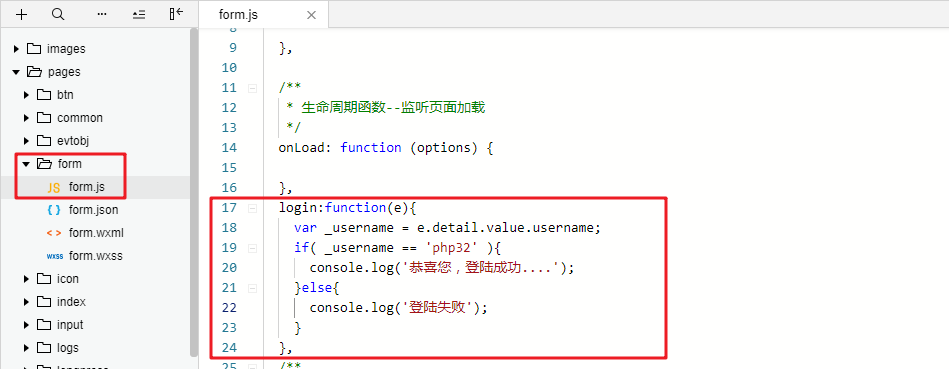 form.js
images
pages
btn
common
evtobj
form
JS form.js
{ } form.json
< > form.wxml
wxss form.wxss
icon
index
input
logs
8
9 },
10
11 /**
12 * 生命周期函数--监听页面加载
13 */
14 onLoad: function (options) {
15
16 },
17 login:function(e){
18 var _username = e.detail.value.username;
19 if( _username == 'php32' ){
20 console.log('恭喜您，登陆成功....');
21 }else{
22 console.log('登陆失败');
23 }
24 },
25 /**